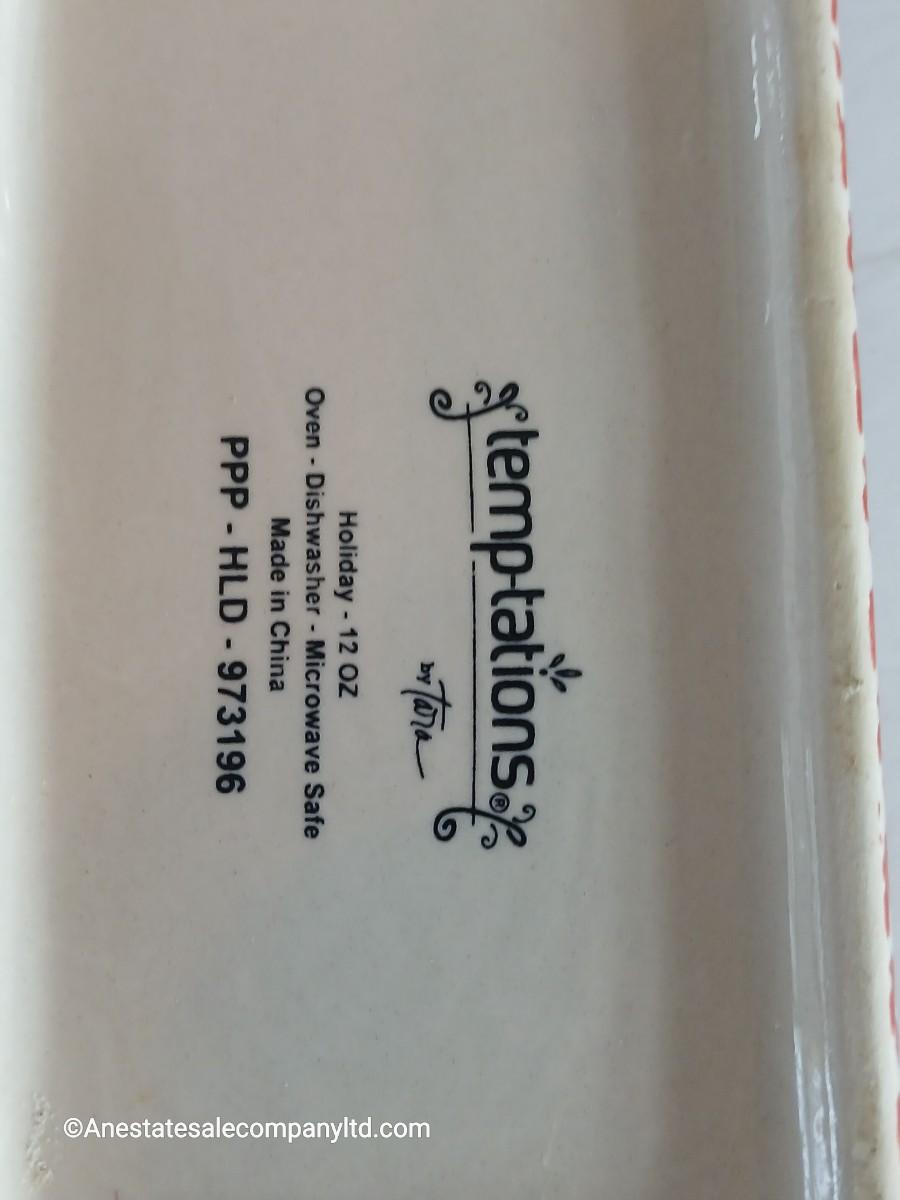 temp-tations®
by Tara
Holiday - 12 OZ
Oven - Dishwasher - Microwave Safe
Made in China
PPP - HLD - 973196
©Anestatesalecompanyltd.com